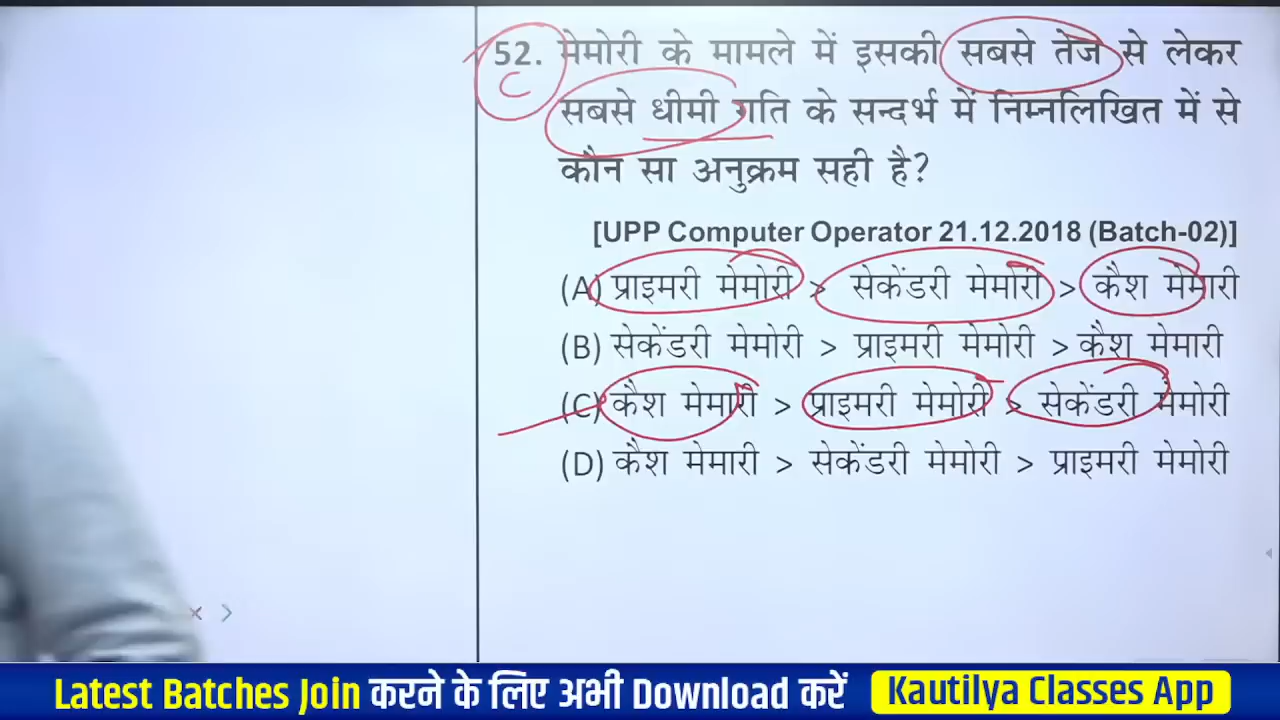 52. मेमोरी के मामले में इसकी सबसे तेज से लेकर
C
सबसे धीमी गति के सन्दर्भ में निम्नलिखित में से
कौन सा अनुक्रम सही है?
[UPP Computer Operator 21.12.2018 (Batch-02)]
(A) प्राइमरी मेमोरी > सेकेंडरी मेमोरी > कैश मेमारी
(B) सेकेंडरी मेमोरी > प्राइमरी मेमोरी > कैश मेमारी
(C) कैश मेमारी > प्राइमरी मेमोरी > सेकेंडरी मेमोरी
(D) कैश मेमारी > सेकेंडरी मेमोरी > प्राइमरी मेमोरी
Latest Batches Join करने के लिए अभी Download करें Kautilya Classes App